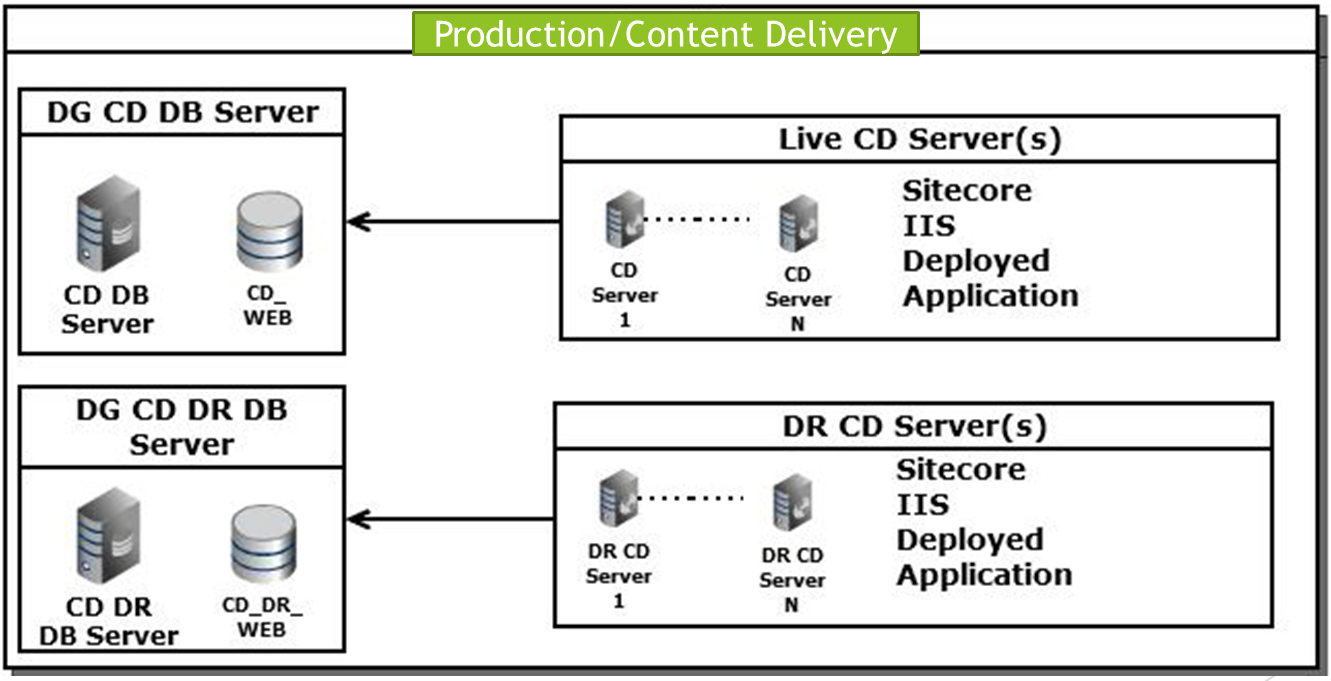 Production/Content Delivery
DG CD DB Server
CD DB
Server
CD_
WEB
Live CD Server(s)
CD
Server
1
CD
Server
N
Sitecore
IIS
Deployed
Application
DG CD DR DB
Server
CD DR
DB Server
CD_DR_
WEB
DR CD Server(s)
DR CD
Server
1
DR CD
Server
N
Sitecore
IIS
Deployed
Application